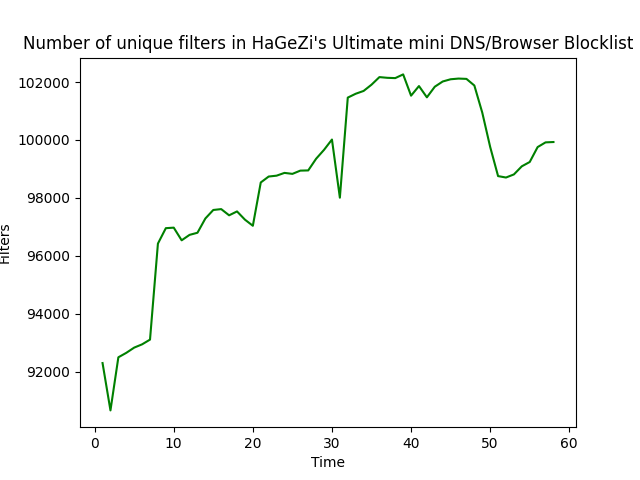 Number of unique filters in HaGeZi's Ultimate mini DNS/Browser Blocklist
102000
100000
98000
96000
94000
92000
Filters
0 10 20 30 40 50 60
Time